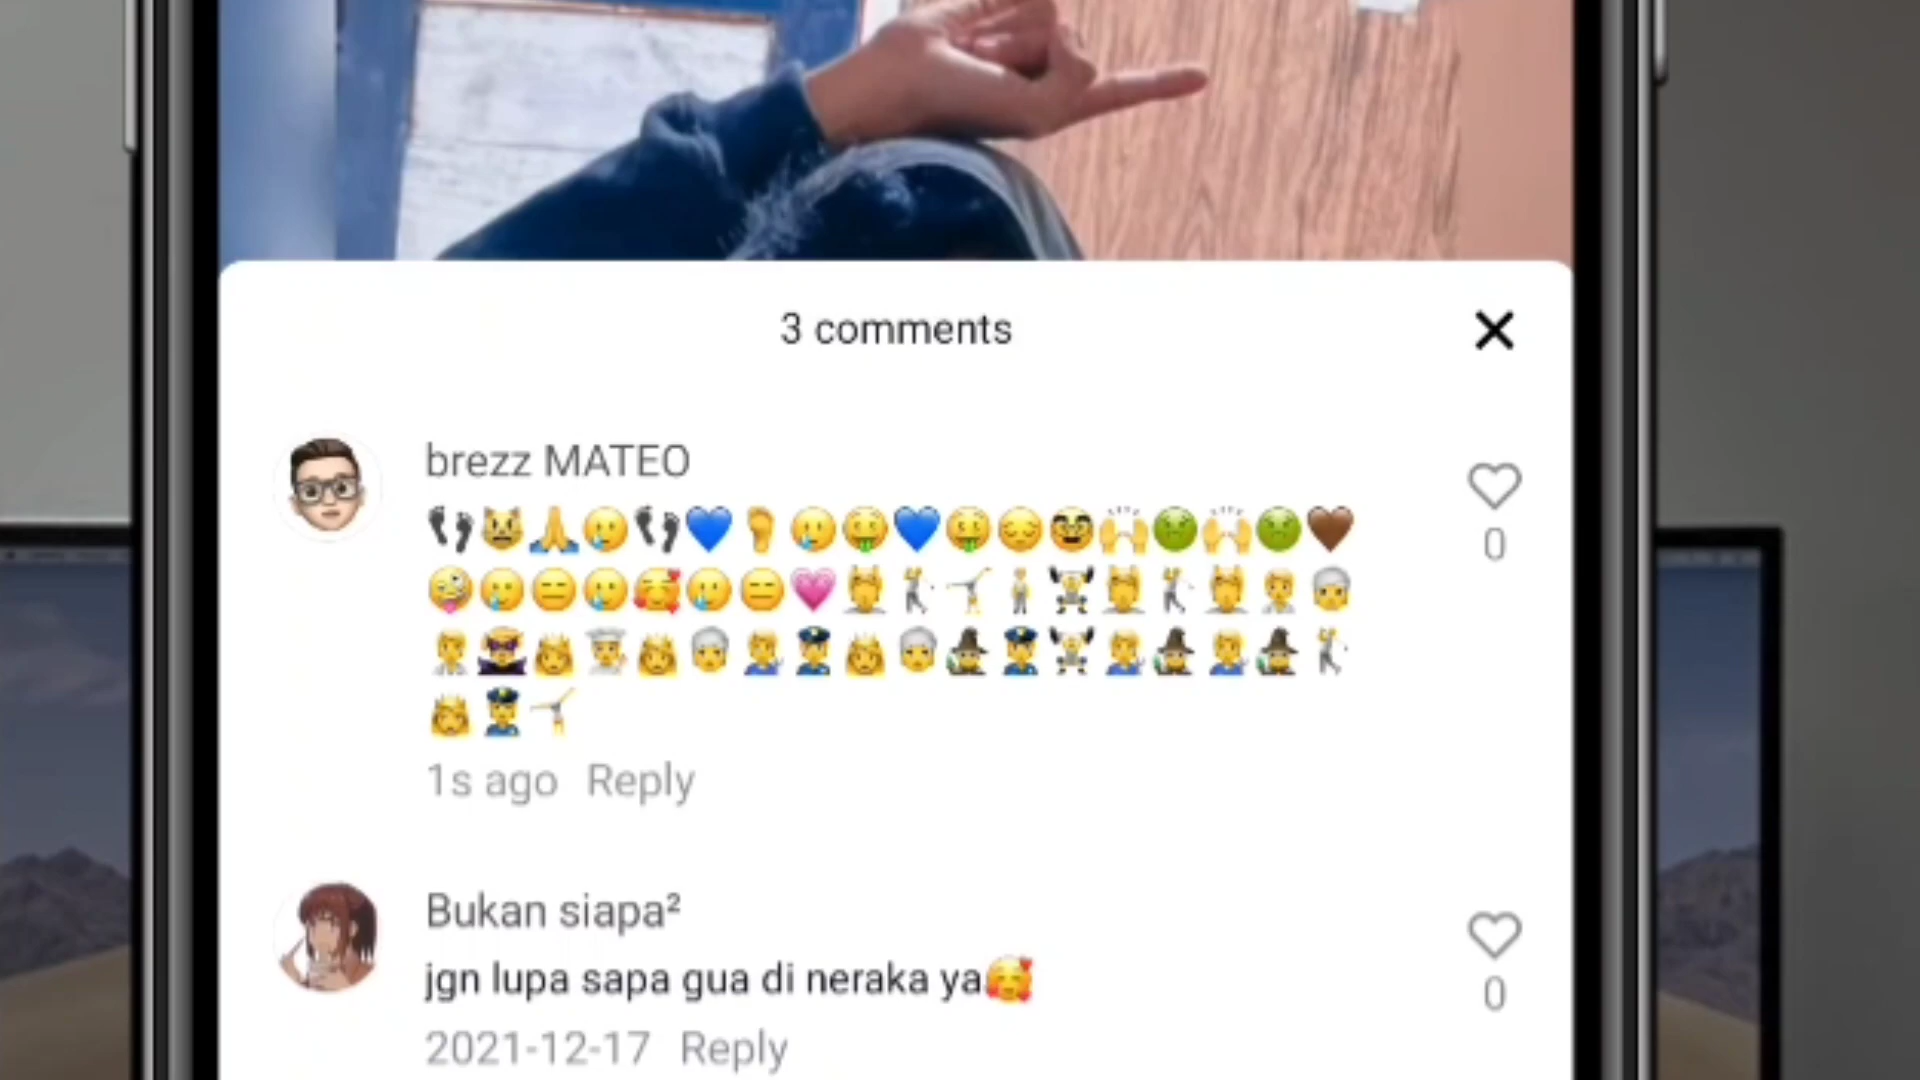 3 comments
brezz MATEO
👣😾🙏🥲👣💙🦶🥲🤑💙🤑😔🥸🙌🤢🙌🤢🤎
🤪🥲😑🥲🥰🥲😑💗💆🏌️🤸🧍🏋️💆🏌️💆🧑‍⚕️👳
🧑‍⚕️🦹👸🧑‍🍳👸👳🧑‍🔧👮👸👳🧙👮🏋️🧑‍🔧🧙🧑‍🔧🧙🏌️
👸👮🤸
0
1s ago Reply
Bukan siapa²
jgn lupa sapa gua di neraka ya🥰
0
2021-12-17 Reply